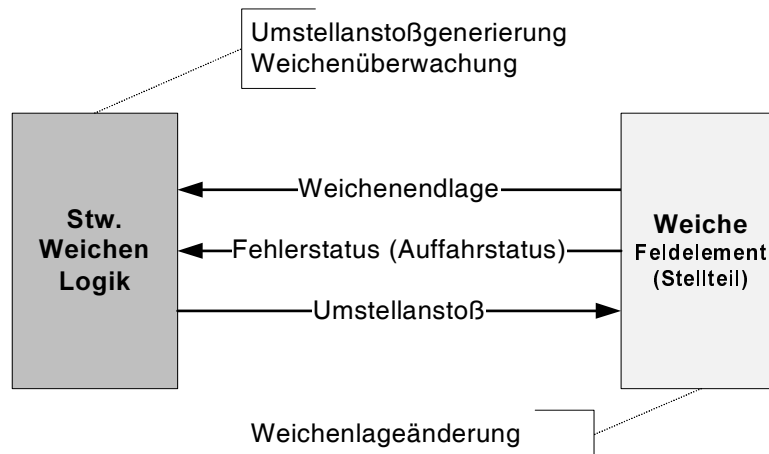 Umstellanstoßgenerierung
Weichenüberwachung
Weichenendlage
Stw.
Weichen
Logik
Fehlerstatus (Auffahrstatus)
Weiche
Feldelement
(Stellteil)
Umstellanstoß
Weichenlageänderung